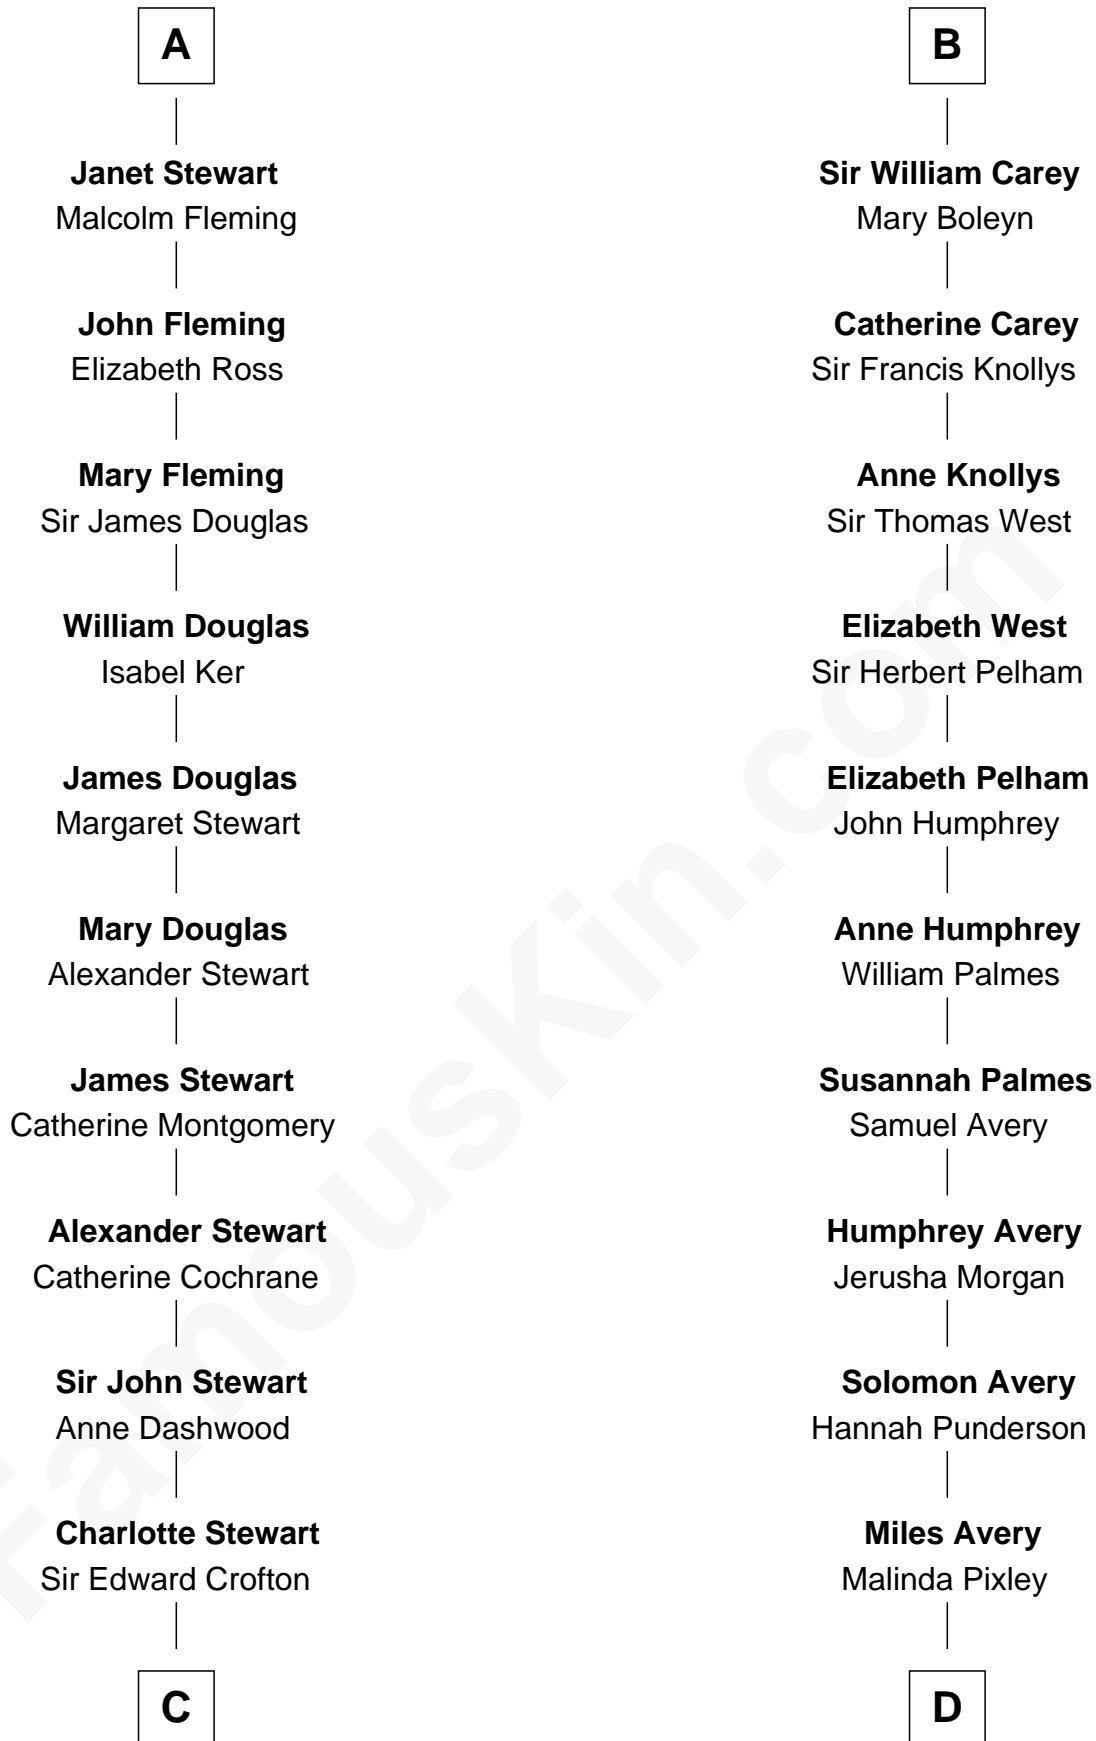 A
Janet Stewart
Malcolm Fleming
John Fleming
Elizabeth Ross
Mary Fleming
Sir James Douglas
William Douglas
Isabel Ker
James Douglas
Margaret Stewart
Mary Douglas
Alexander Stewart
James Stewart
Catherine Montgomery
Alexander Stewart
Catherine Cochrane
Sir John Stewart
Anne Dashwood
Charlotte Stewart
Sir Edward Crofton
C
B
Sir William Carey
Mary Boleyn
Catherine Carey
Sir Francis Knollys
Anne Knollys
Sir Thomas West
Elizabeth West
Sir Herbert Pelham
Elizabeth Pelham
John Humphrey
Anne Humphrey
William Palmes
Susannah Palmes
Samuel Avery
Humphrey Avery
Jerusha Morgan
Solomon Avery
Hannah Punderson
Miles Avery
Malinda Pixley
D
FamousKin.com